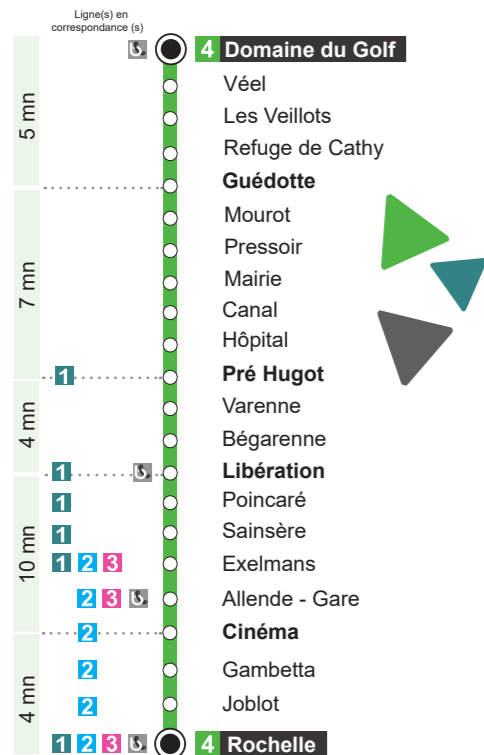 Ligne(s) en
correspondance (s)
4 Domaine du Golf
5 mn
Véel
Les Veillots
Refuge de Cathy
Guédotte
7 mn
Mourot
Pressoir
Mairie
Canal
Hôpital
1 Pré Hugot
4 mn
Varenne
Bégarenne
1 Libération
10 mn
1 Poincaré
1 Sainsère
1 2 3 Exelmans
2 3 Allende - Gare
2 Cinéma
4 mn
2 Gambetta
2 Joblot
1 2 3 4 Rochelle